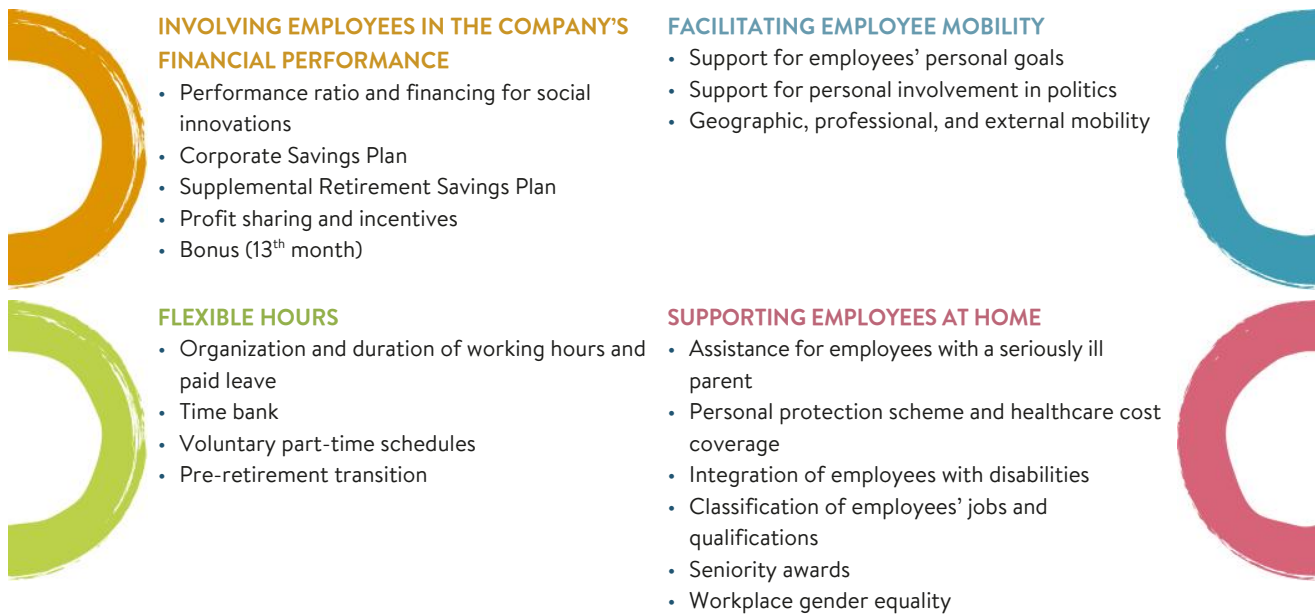 INVOLVING EMPLOYEES IN THE COMPANY'S
FINANCIAL PERFORMANCE
• Performance ratio and financing for social
innovations
• Corporate Savings Plan
• Supplemental Retirement Savings Plan
• Profit sharing and incentives
• Bonus (13th month)
FACILITATING EMPLOYEE MOBILITY
• Support for employees' personal goals
• Support for personal involvement in politics
• Geographic, professional, and external mobility
FLEXIBLE HOURS
• Organization and duration of working hours and
paid leave
• Time bank
• Voluntary part-time schedules
• Pre-retirement transition
SUPPORTING EMPLOYEES AT HOME
• Assistance for employees with a seriously ill
parent
• Personal protection scheme and healthcare cost
coverage
• Integration of employees with disabilities
• Classification of employees' jobs and
qualifications
• Seniority awards
• Workplace gender equality